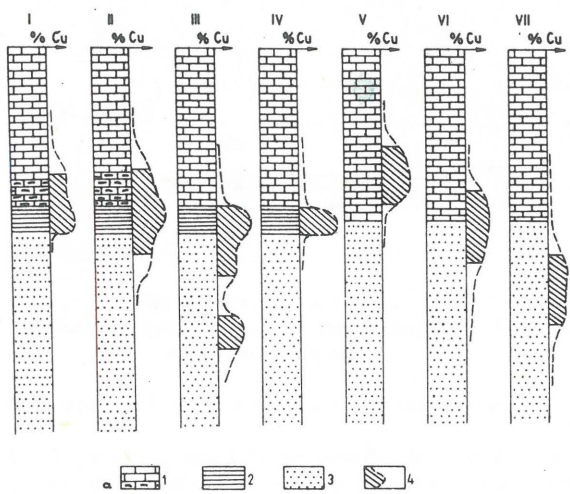 I II III IV V VI VII
% Cu % Cu % Cu % Cu % Cu % Cu % Cu
a 1 2 3 4